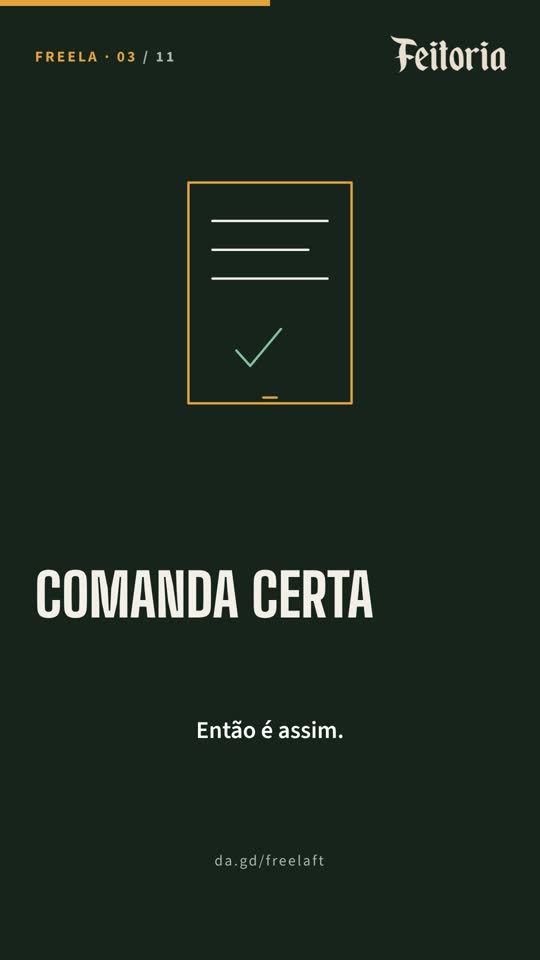 FREELA · 03 / 11
Feitoria
COMANDA CERTA
Então é assim.
da.gd/freelaft